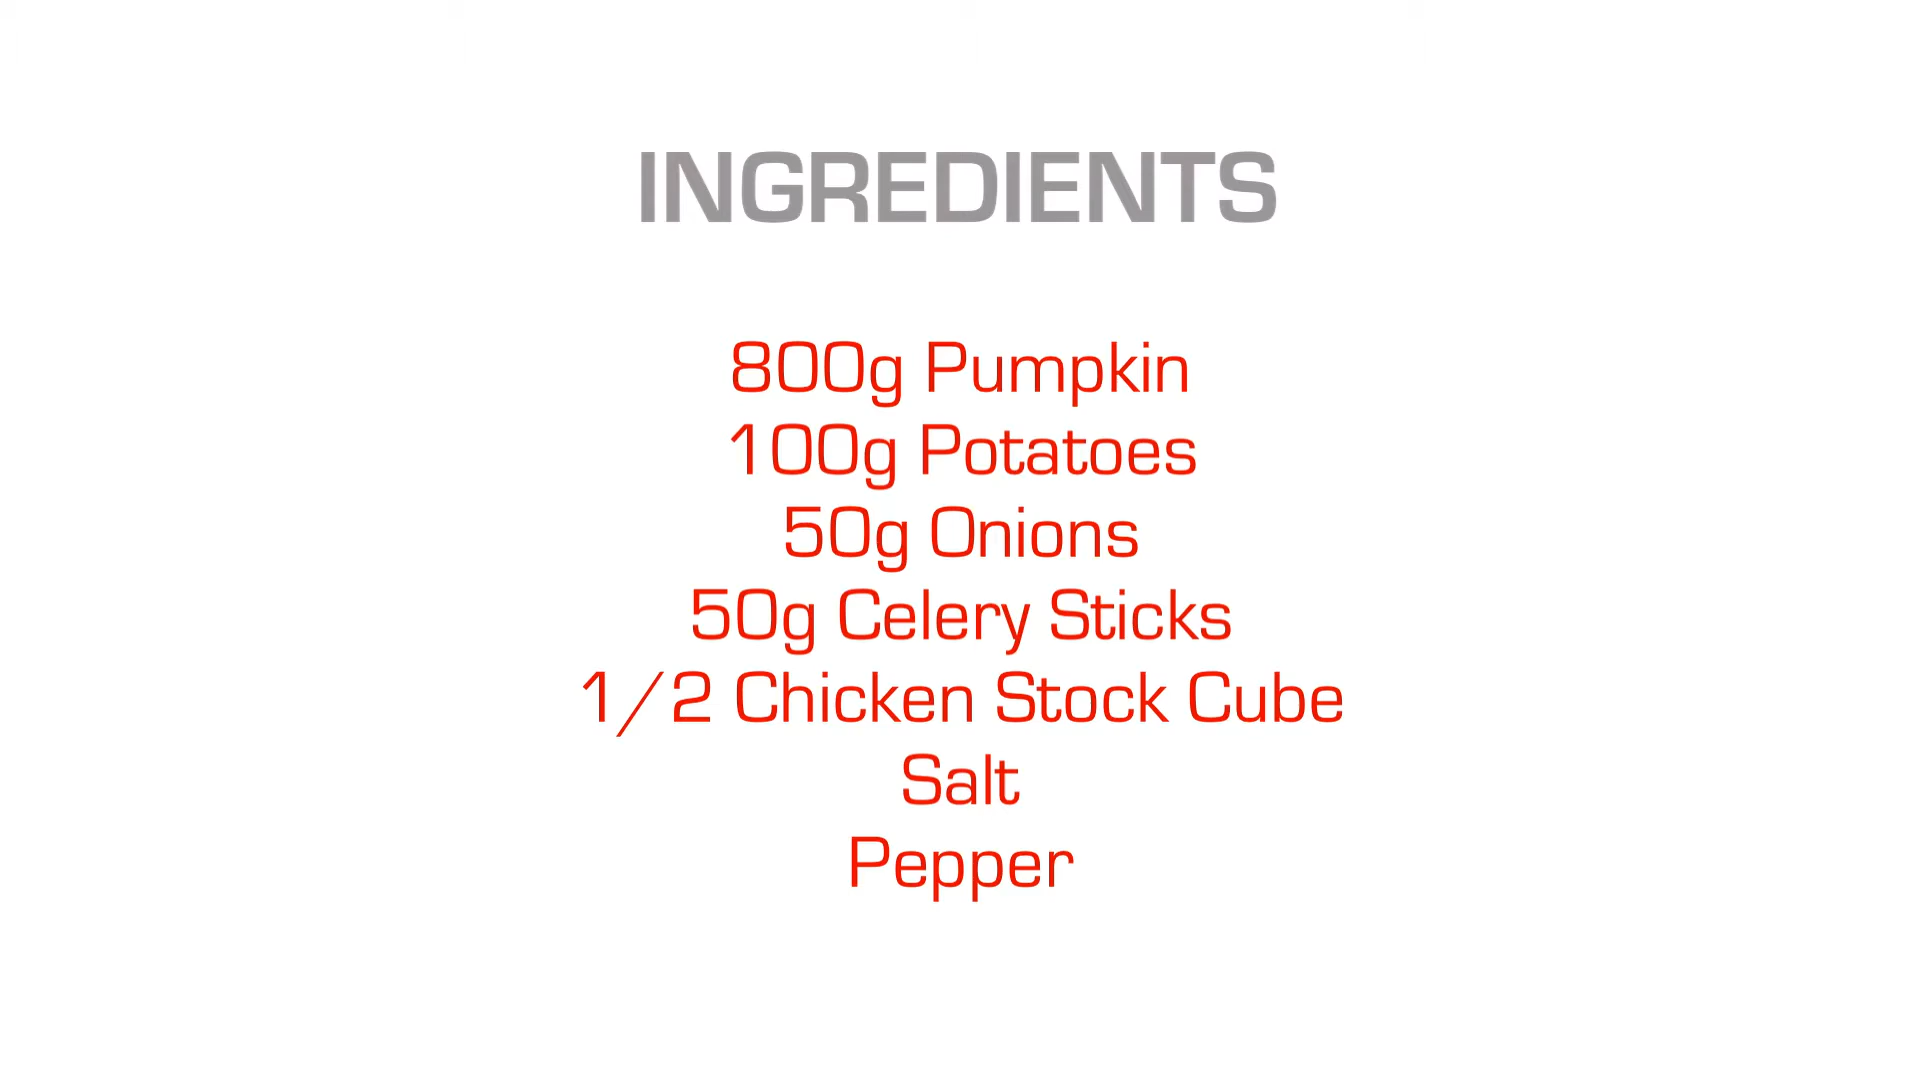 INGREDIENTS
800g Pumpkin
100g Potatoes
50g Onions
50g Celery Sticks
1/2 Chicken Stock Cube
Salt
Pepper